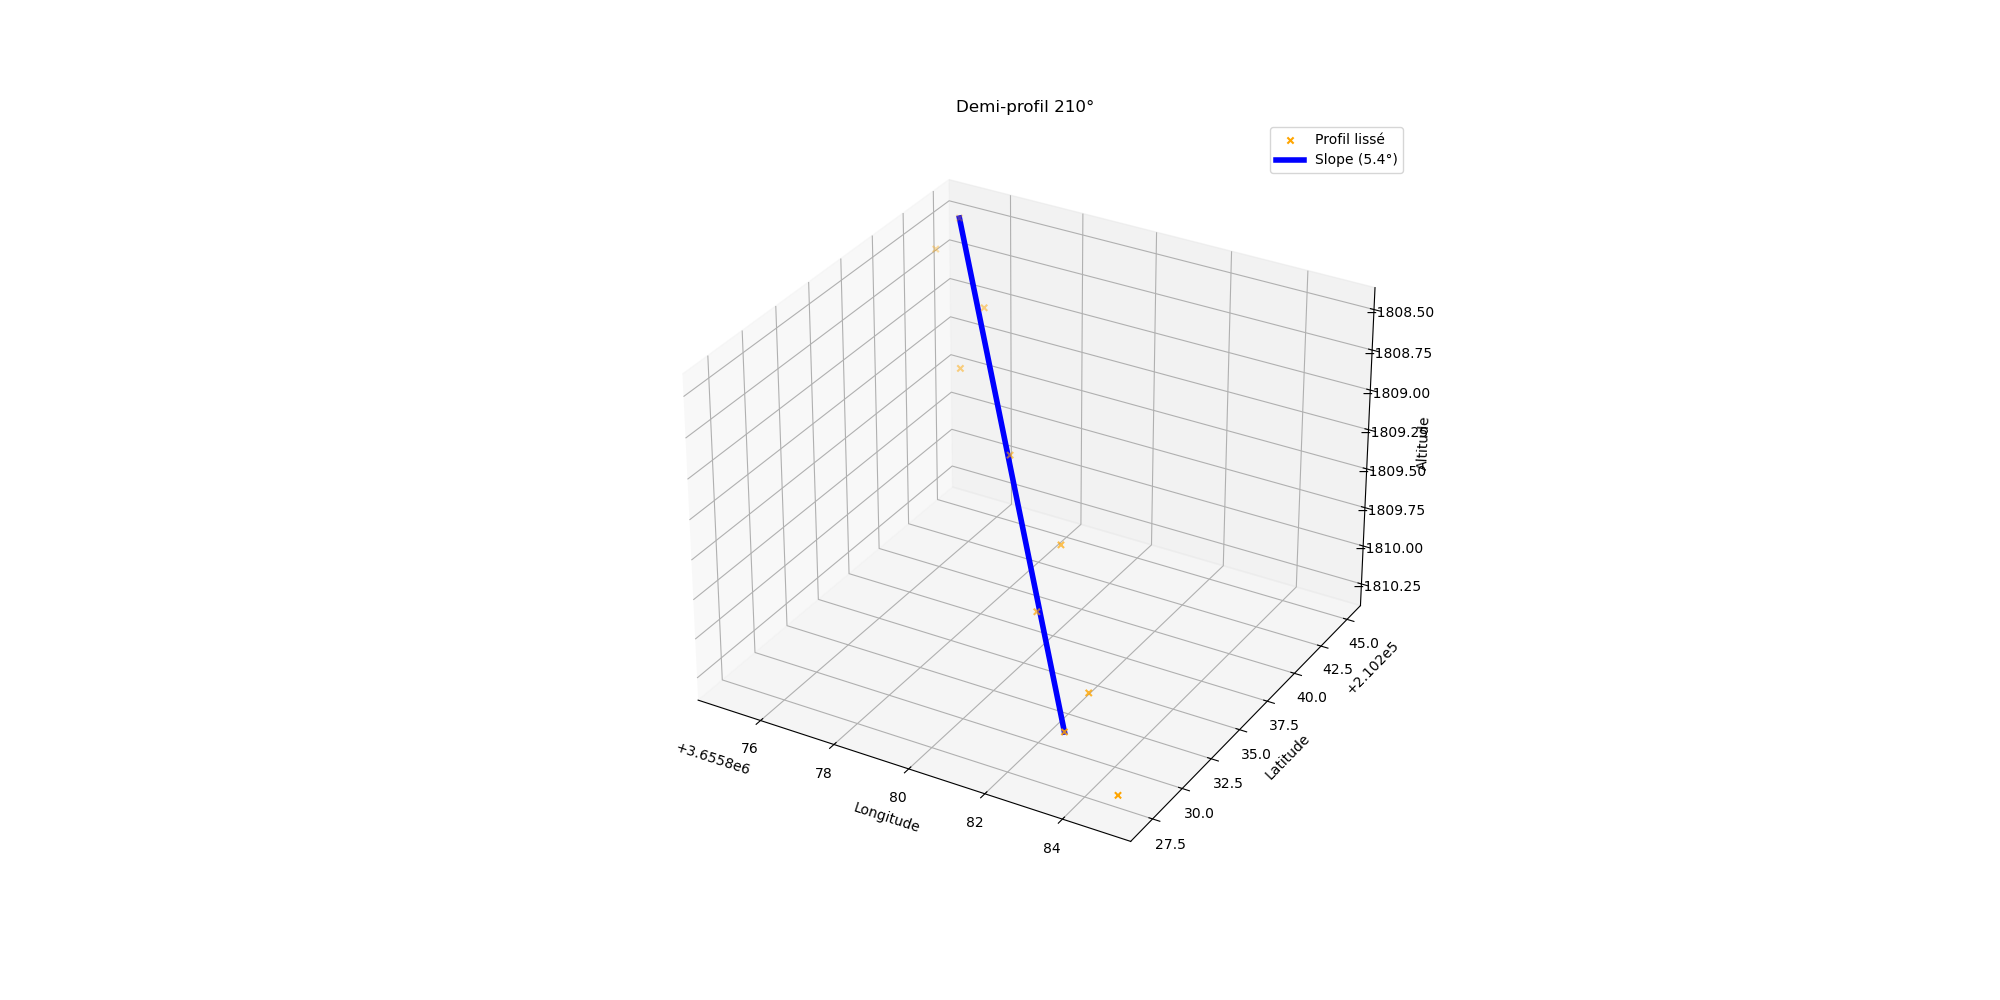 Demi-profil 210°
Profil lissé
Slope (5.4°)
−1808.50
−1808.75
−1809.00
−1809.25
−1809.50
−1809.75
−1810.00
−1810.25
Altitude
45.0
42.5
40.0
37.5
35.0
32.5
30.0
27.5
+2.102e5
Latitude
76
78
80
82
84
+3.6558e6
Longitude